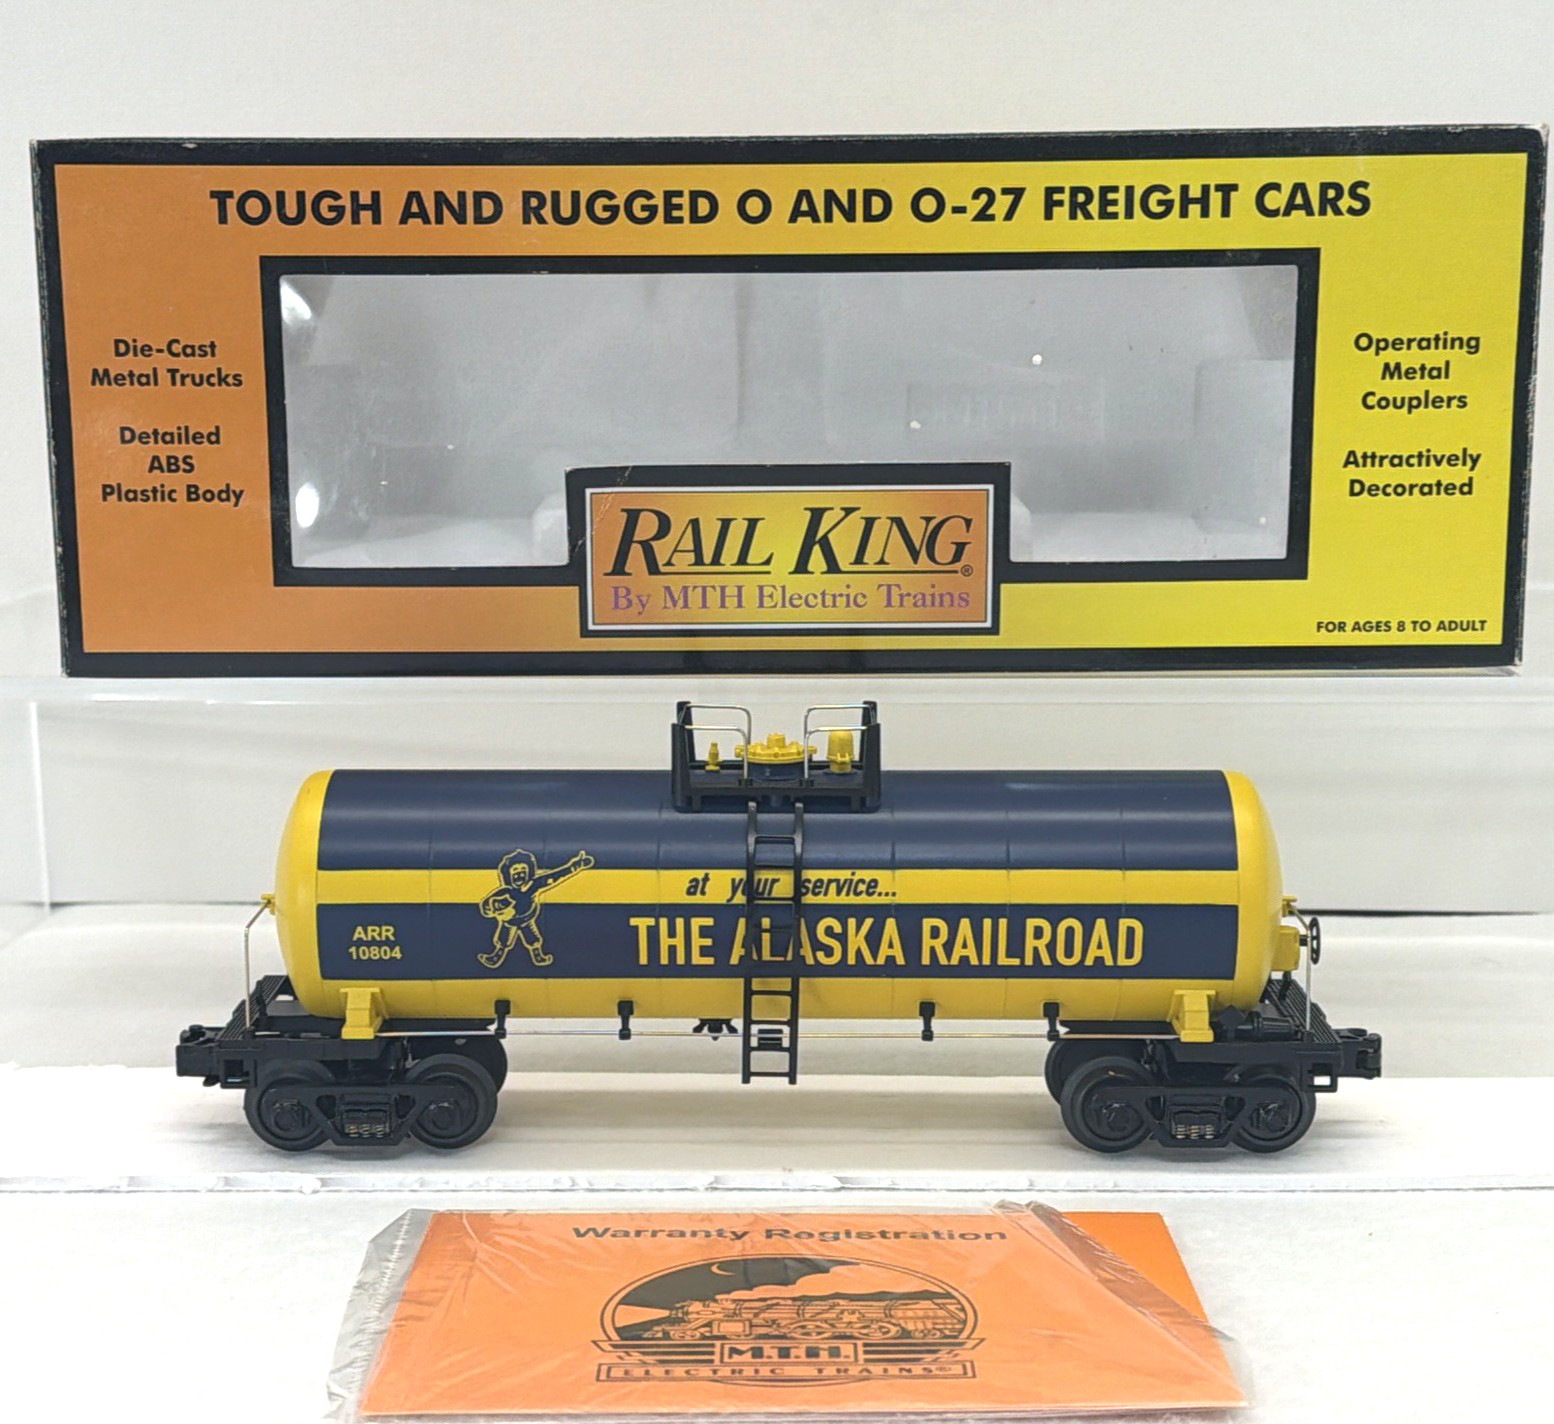 TOUGH AND RUGGED O AND O-27 FREIGHT CARS
Die-Cast
Metal Trucks
Detailed
ABS
Plastic Body
Operating
Metal
Couplers
Attractively
Decorated
RAIL KING®
By MTH Electric Trains
FOR AGES 8 TO ADULT
at your service...
THE ALASKA RAILROAD
ARR
10804
Warranty Registration
M.T.H.
ELECTRIC TRAINS®